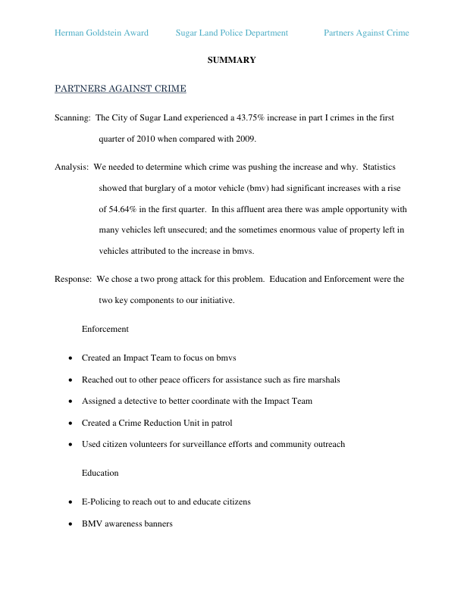 Herman Goldstein Award Sugar Land Police Department Partners Against Crime
SUMMARY
PARTNERS AGAINST CRIME
Scanning: The City of Sugar Land experienced a 43.75% increase in part I crimes in the first
quarter of 2010 when compared with 2009.
Analysis: We needed to determine which crime was pushing the increase and why. Statistics
showed that burglary of a motor vehicle (bmv) had significant increases with a rise
of 54.64% in the first quarter. In this affluent area there was ample opportunity with
many vehicles left unsecured; and the sometimes enormous value of property left in
vehicles attributed to the increase in bmvs.
Response: We chose a two prong attack for this problem. Education and Enforcement were the
two key components to our initiative.
Enforcement
• Created an Impact Team to focus on bmvs
• Reached out to other peace officers for assistance such as fire marshals
• Assigned a detective to better coordinate with the Impact Team
• Created a Crime Reduction Unit in patrol
• Used citizen volunteers for surveillance efforts and community outreach
Education
• E-Policing to reach out to and educate citizens
• BMV awareness banners